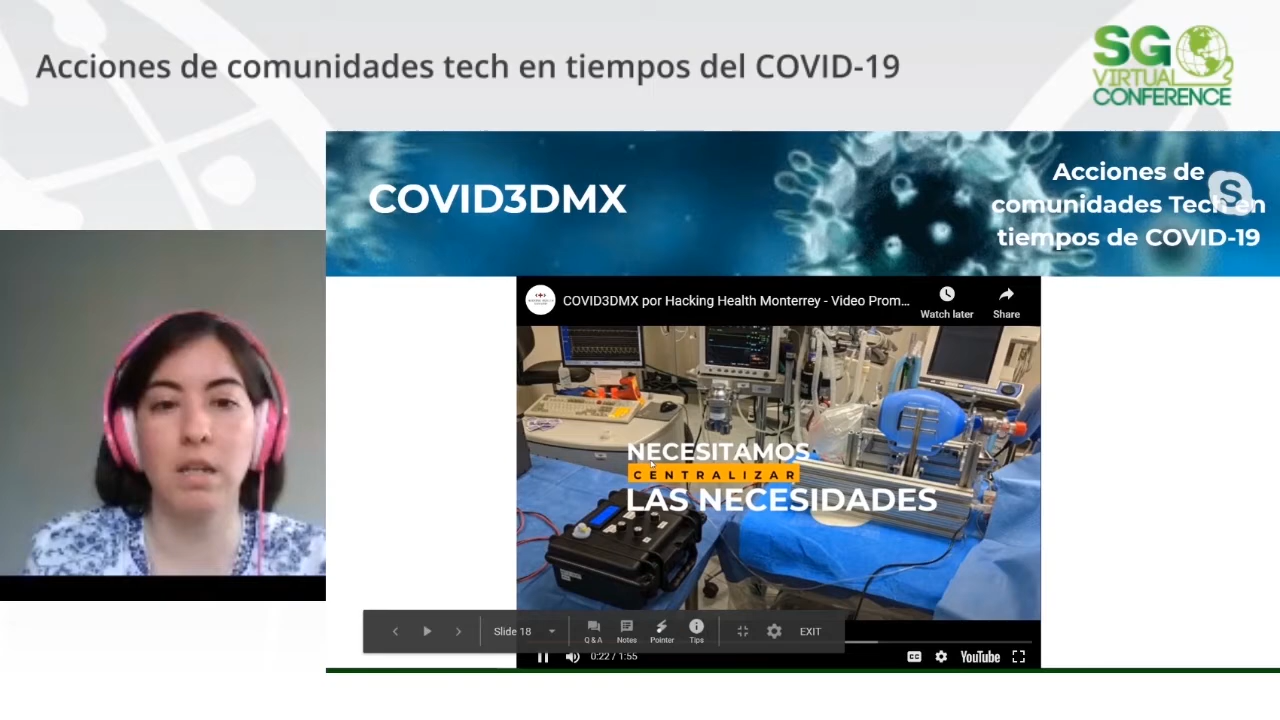 Acciones de comunidades tech en tiempos del COVID-19
SG
VIRTUAL
CONFERENCE
COVID3DMX
Acciones de
comunidades Tech en
tiempos de COVID-19
S
COVID3DMX por Hacking Health Monterrey - Video Prom...
Watch later
Share
NECESITAMOS
CENTRALIZAR
LAS NECESIDADES
Slide 18
Q & A
Notes
Pointer
Tips
EXIT
0:22 / 1:55
CC
YouTube